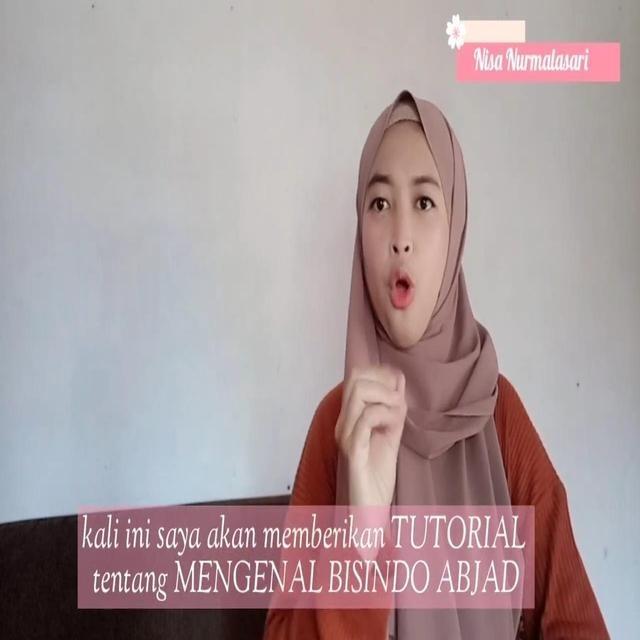 Nisa Nurmalasari
kali ini saya akan memberikan TUTORIAL
tentang MENGENAL BISINDO ABJAD